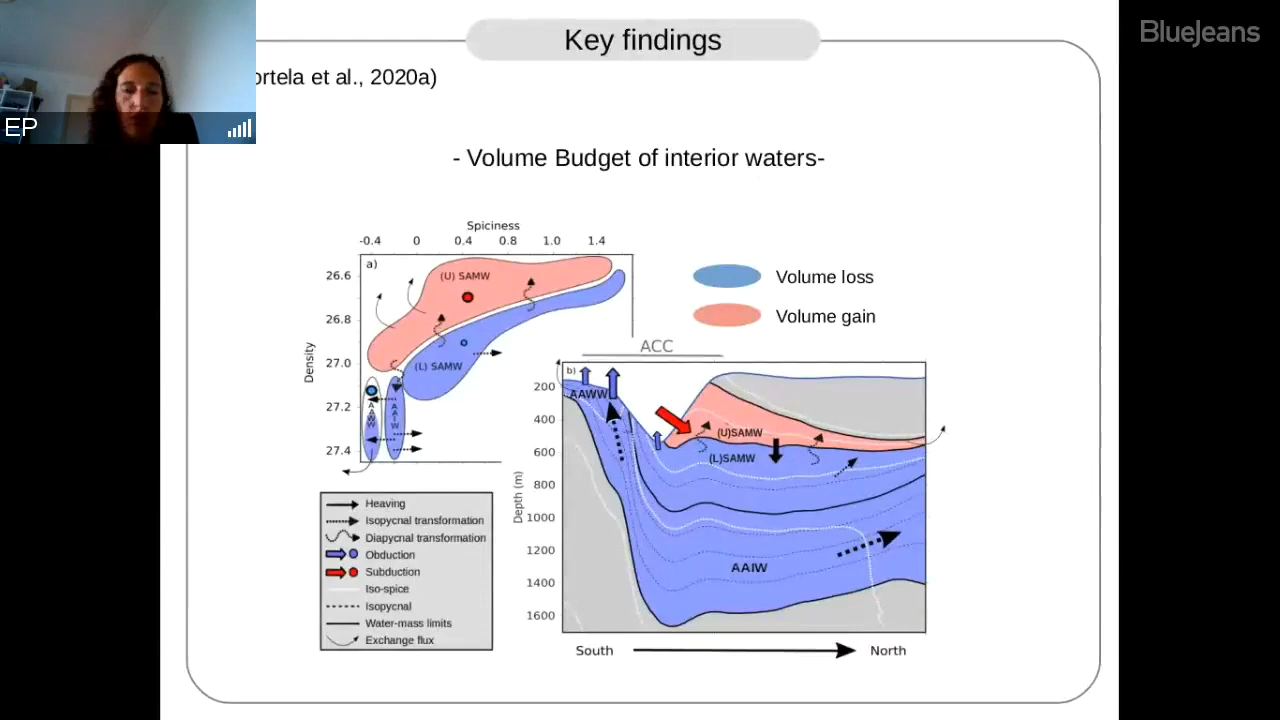 Key findings
BlueJeans
ortela et al., 2020a)
EP
- Volume Budget of interior waters-
Spiciness
-0.4 0 0.4 0.8 1.0 1.4
a)
(U) SAMW
26.6
26.8
27.0
27.2
27.4
Density
(L) SAMW
AAWW
AAIW
Volume loss
Volume gain
ACC
b)
AAWW
200
400
600
800
1000
1200
1400
1600
Depth (m)
(U)SAMW
(L)SAMW
AAIW
South
North
Heaving
Isopycnal transformation
Diapycnal transformation
Obduction
Subduction
Iso-spice
Isopycnal
Water-mass limits
Exchange flux